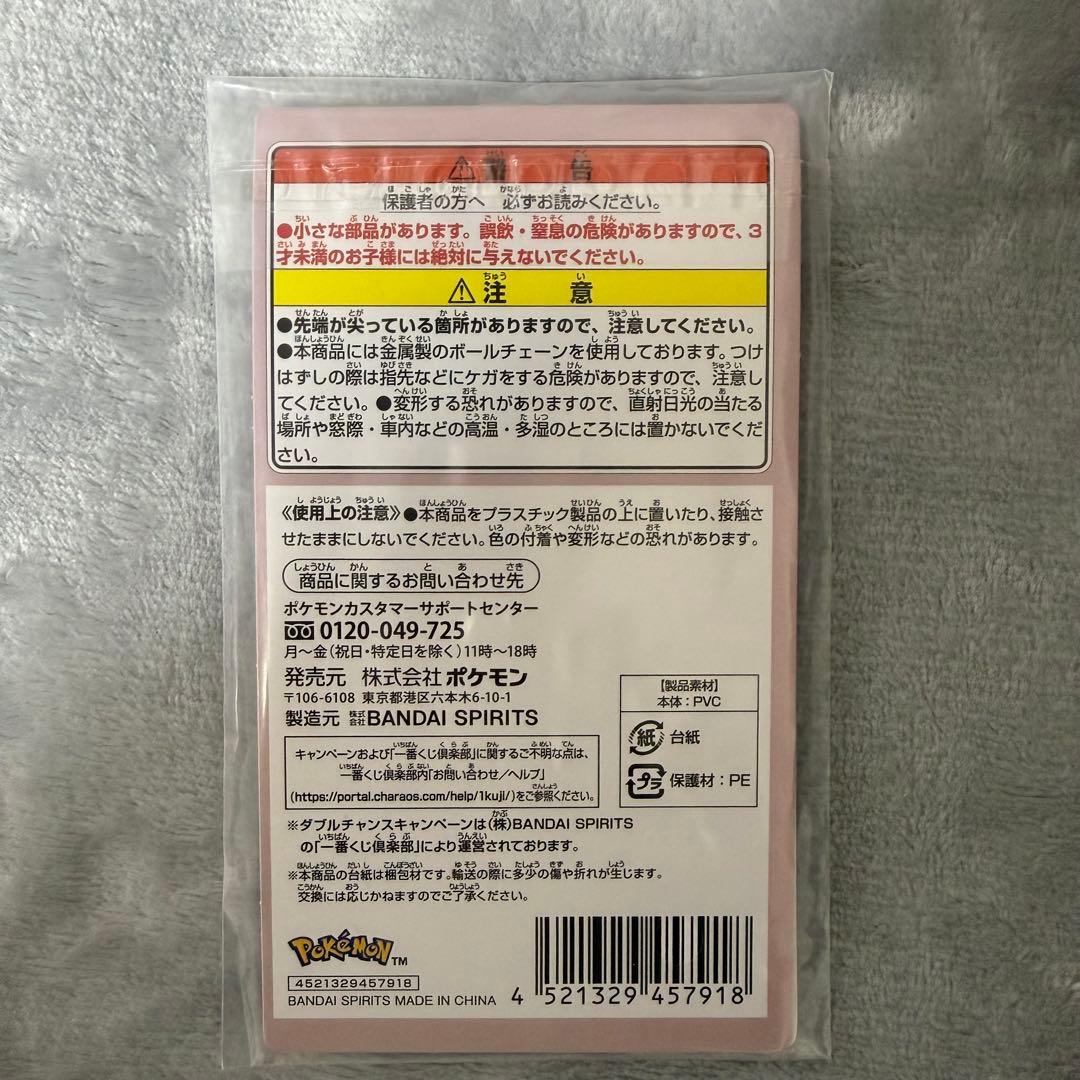 ⚠警告
保護者の方へ 必ずお読みください。
●小さな部品があります。誤飲・窒息の危険がありますので、3
才未満のお子様には絶対に与えないでください。
⚠注意
●先端が尖っている箇所がありますので、注意してください。
●本商品には金属製のボールチェーンを使用しております。つけ
はずしの際は指先などにケガをする危険がありますので、注意し
てください。●変形する恐れがありますので、直射日光の当たる
場所や窓際・車内などの高温・多湿のところには置かないでくだ
さい。
《使用上の注意》●本商品をプラスチック製品の上に置いたり、接触さ
せたままにしないでください。色の付着や変形などの恐れがあります。
商品に関するお問い合わせ先
ポケモンカスタマーサポートセンター
0120-049-725
月〜金(祝日・特定日を除く)11時〜18時
発売元 株式会社ポケモン
〒106-6108 東京都港区六本木6-10-1
製造元 株式会社BANDAI SPIRITS
【製品素材】
本体:PVC
紙 台紙
プラ 保護材:PE
キャンペーンおよび「一番くじ倶楽部」に関するご不明な点は、
一番くじ倶楽部内「お問い合わせ/ヘルプ」
(https://portal.charaos.com/help/1kuji/)をご参照ください。
※ダブルチャンスキャンペーンは(株)BANDAI SPIRITS
の「一番くじ倶楽部」により運営されております。
※本商品の台紙は梱包材です。輸送の際に多少の傷や折れが生じます。
交換には応じかねますのでご了承ください。
POKéMON™
4521329457918
BANDAI SPIRITS MADE IN CHINA
4 521329 457918